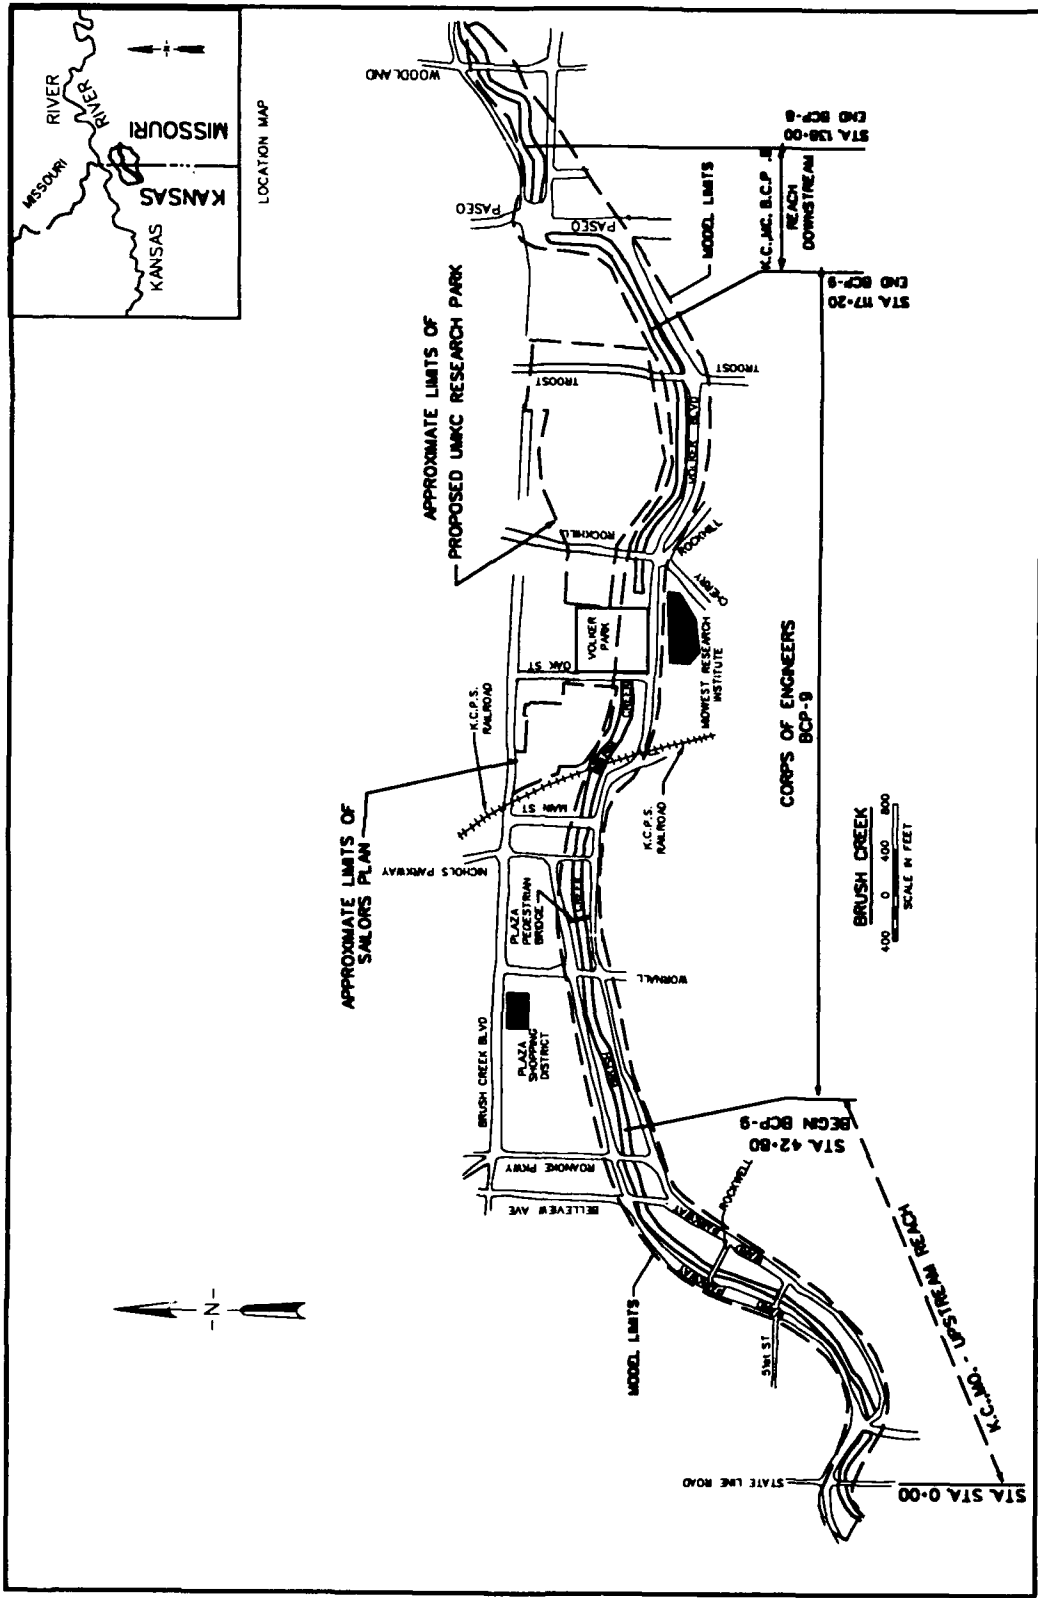 MISSOURI
RIVER
RIVER
KANSAS
MISSOURI
KANSAS
LOCATION MAP
-N-
APPROXIMATE LIMITS OF
SAILORS PLAN
APPROXIMATE LIMITS OF
PROPOSED UMKC RESEARCH PARK
STATE LINE ROAD
MODEL LIMITS
51st ST
WARD
PARKWAY
ROCKWELL
BELLEVIEW AVE
ROANOKE PKWY
BRUSH CREEK BLVD
PLAZA
SHOPPING
DISTRICT
BRUSH
WORNALL
PLAZA
PEDESTRIAN
BRIDGE
CREEK
NICHOLS PARKWAY
MAIN ST
K.C.P.S.
RAILROAD
K.C.P.S.
RAILROAD
CREEK
OAK ST
VOLKER
PARK
MIDWEST RESEARCH
INSTITUTE
CHERRY
ROCKHILL
ROCKHILL
VOLKER BLVD
TROOST
TROOST
PASEO
PASEO
WOODLAND
MODEL LIMITS
STA. STA 0+00
K.C., MO. - UPSTREAM REACH
STA. 42+80
BEGIN BCP-9
CORPS OF ENGINEERS
BCP-9
STA. 117+20
END BCP-9
DOWNSTREAM
REACH
STA. 138+00
END BCP-8
BRUSH CREEK
400 0 400 800
SCALE IN FEET